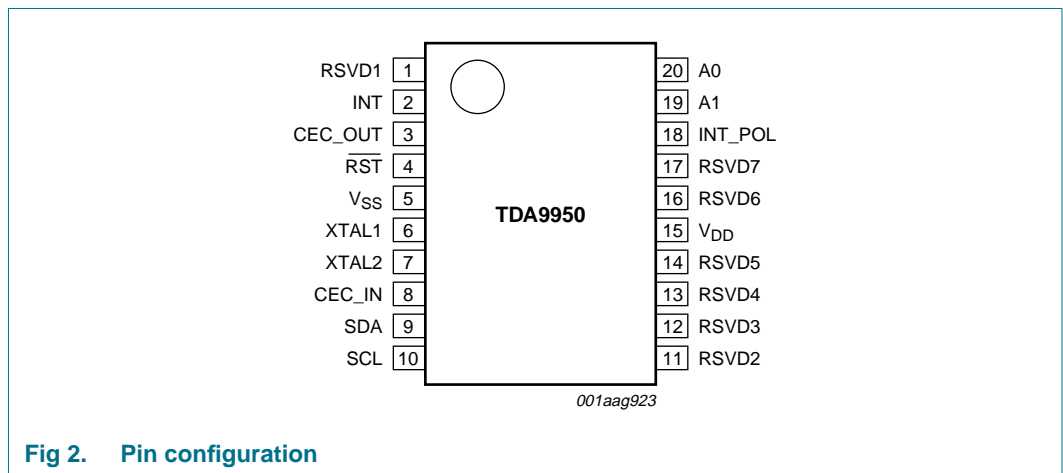 RSVD1 1
INT 2
CEC_OUT 3
R̅S̅T̅ 4
VSS 5
XTAL1 6
XTAL2 7
CEC_IN 8
SDA 9
SCL 10
TDA9950
20 A0
19 A1
18 INT_POL
17 RSVD7
16 RSVD6
15 VDD
14 RSVD5
13 RSVD4
12 RSVD3
11 RSVD2
001aag923
Fig 2. Pin configuration